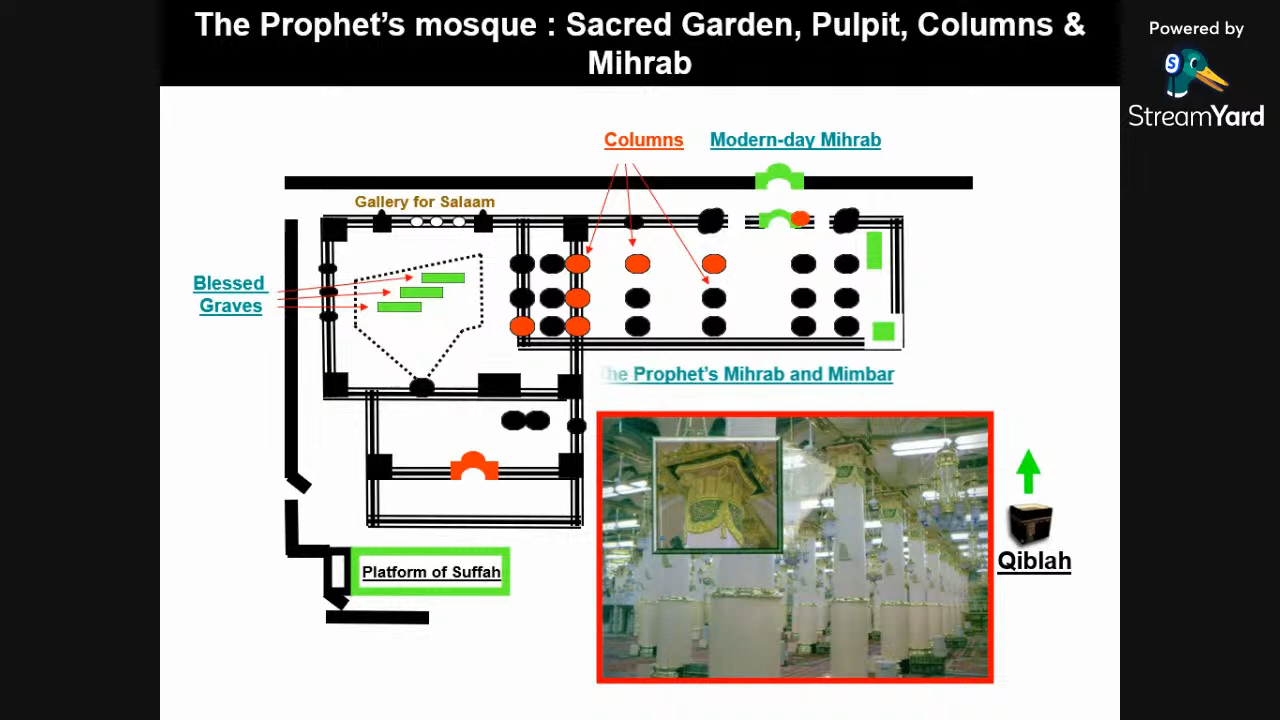 The Prophet’s mosque : Sacred Garden, Pulpit, Columns &
Mihrab
Powered by
S
StreamYard
Columns
Modern-day Mihrab
Gallery for Salaam
Blessed
Graves
The Prophet’s Mihrab and Mimbar
Qiblah
Platform of Suffah